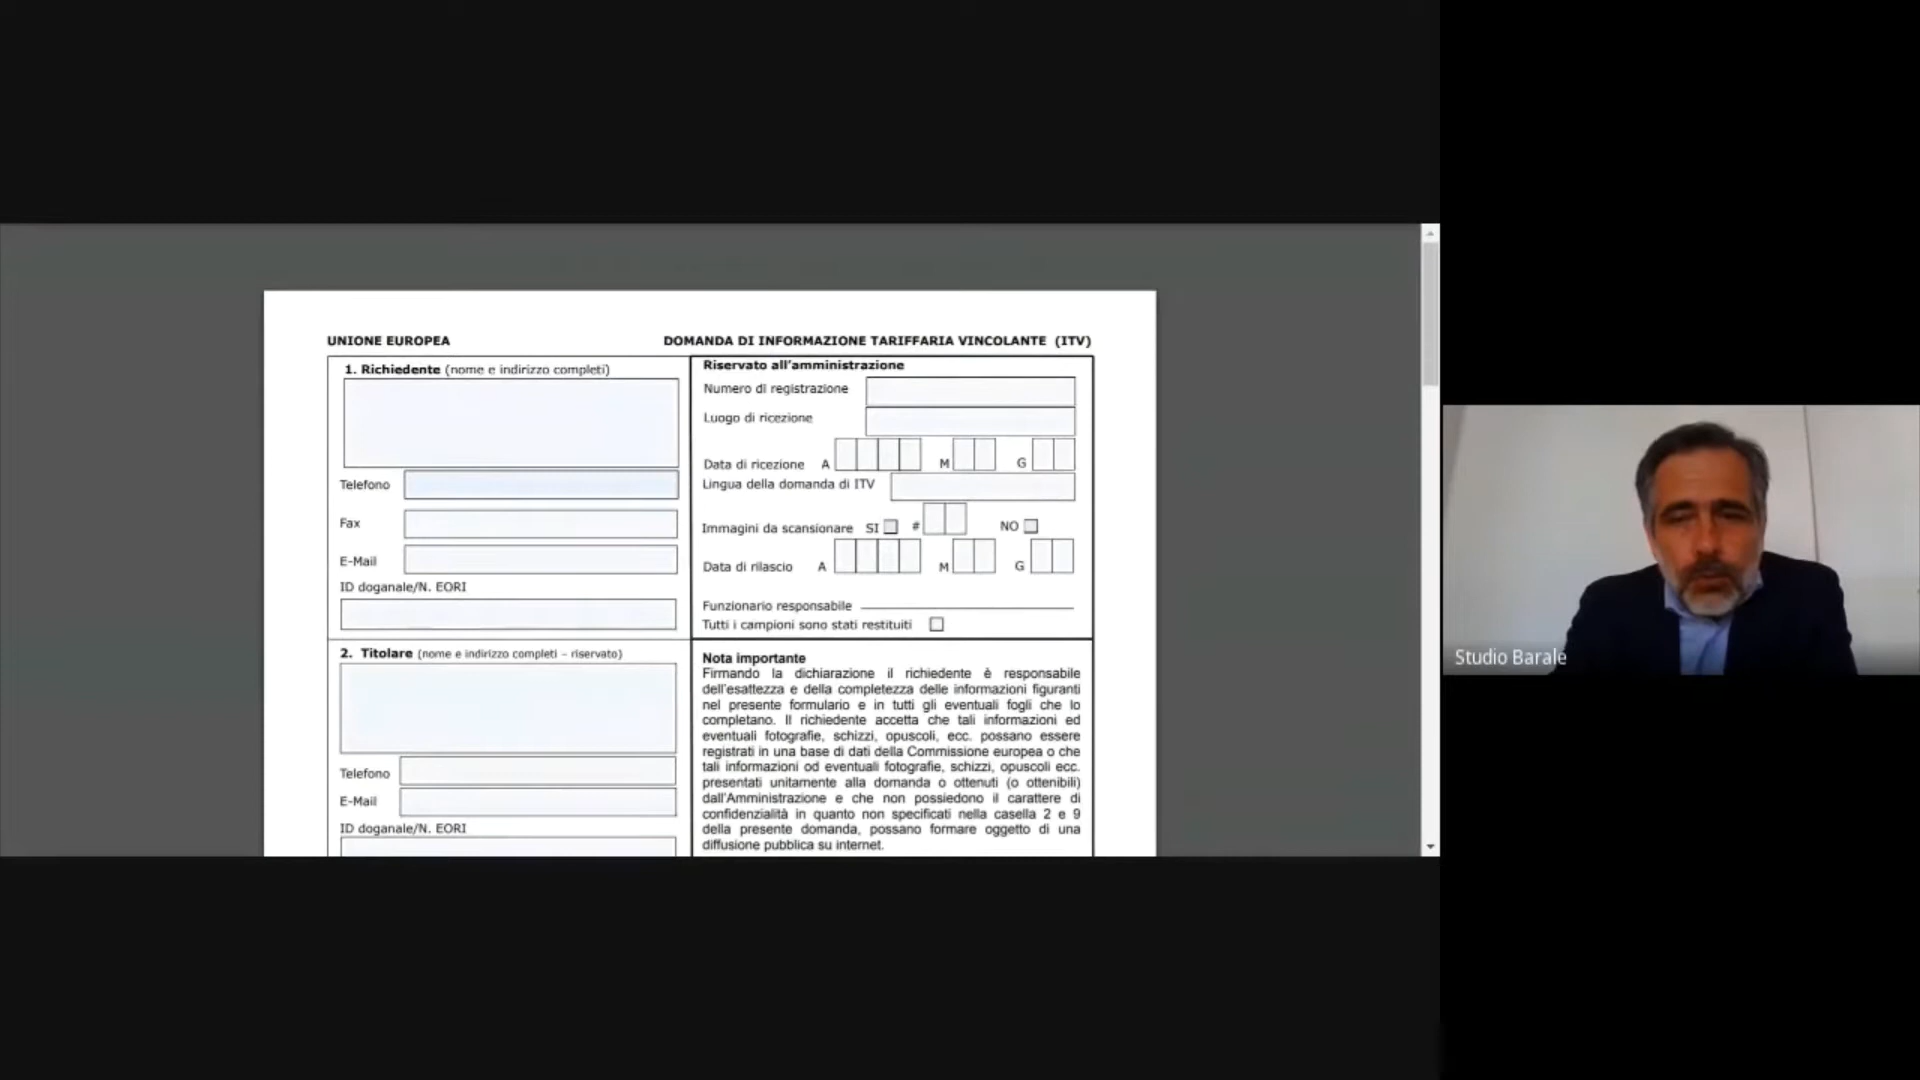 UNIONE EUROPEA
DOMANDA DI INFORMAZIONE TARIFFARIA VINCOLANTE (ITV)
1. Richiedente (nome e indirizzo completi)
Telefono
Fax
E-Mail
ID doganale/N. EORI
2. Titolare (nome e indirizzo completi – riservato)
Telefono
E-Mail
ID doganale/N. EORI
Riservato all'amministrazione
Numero di registrazione
Luogo di ricezione
Data di ricezione A M G
Lingua della domanda di ITV
Immagini da scansionare SI # NO
Data di rilascio A M G
Funzionario responsabile
Tutti i campioni sono stati restituiti
Nota importante
Firmando la dichiarazione il richiedente è responsabile
dell'esattezza e della completezza delle informazioni figuranti
nel presente formulario e in tutti gli eventuali fogli che lo
completano. Il richiedente accetta che tali informazioni ed
eventuali fotografie, schizzi, opuscoli, ecc. possano essere
registrati in una base di dati della Commissione europea o che
tali informazioni od eventuali fotografie, schizzi, opuscoli ecc.
presentati unitamente alla domanda o ottenuti (o ottenibili)
dall'Amministrazione e che non possiedono il carattere di
confidenzialità in quanto non specificati nella casella 2 e 9
della presente domanda, possano formare oggetto di una
diffusione pubblica su internet.
Studio Barale